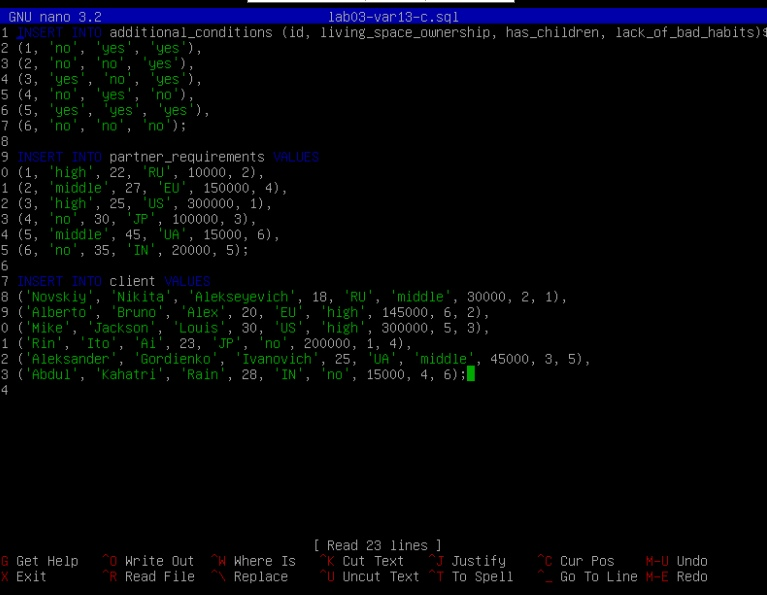 GNU nano 3.2 lab03-var13-c.sql
1 INSERT INTO additional_conditions (id, living_space_ownership, has_children, lack_of_bad_habits)$
2 (1, 'no', 'yes', 'yes'),
3 (2, 'no', 'no', 'yes'),
4 (3, 'yes', 'no', 'yes'),
5 (4, 'no', 'yes', 'no'),
6 (5, 'yes', 'yes', 'yes'),
7 (6, 'no', 'no', 'no');
8
9 INSERT INTO partner_requirements VALUES
0 (1, 'high', 22, 'RU', 10000, 2),
1 (2, 'middle', 27, 'EU', 150000, 4),
2 (3, 'high', 25, 'US', 300000, 1),
3 (4, 'no', 30, 'JP', 100000, 3),
4 (5, 'middle', 45, 'UA', 15000, 6),
5 (6, 'no', 35, 'IN', 20000, 5);
6
7 INSERT INTO client VALUES
8 ('Novskiy', 'Nikita', 'Alekseyevich', 18, 'RU', 'middle', 30000, 2, 1),
9 ('Alberto', 'Bruno', 'Alex', 20, 'EU', 'high', 145000, 6, 2),
0 ('Mike', 'Jackson', 'Louis', 30, 'US', 'high', 300000, 5, 3),
1 ('Rin', 'Ito', 'Ai', 23, 'JP', 'no', 200000, 1, 4),
2 ('Aleksander', 'Gordienko', 'Ivanovich', 25, 'UA', 'middle', 45000, 3, 5),
3 ('Abdul', 'Kahatri', 'Rain', 28, 'IN', 'no', 15000, 4, 6);
4
[ Read 23 lines ]
G Get Help ^O Write Out ^W Where Is ^K Cut Text ^J Justify ^C Cur Pos M-U Undo
X Exit ^R Read File ^\ Replace ^U Uncut Text ^T To Spell ^_ Go To Line M-E Redo